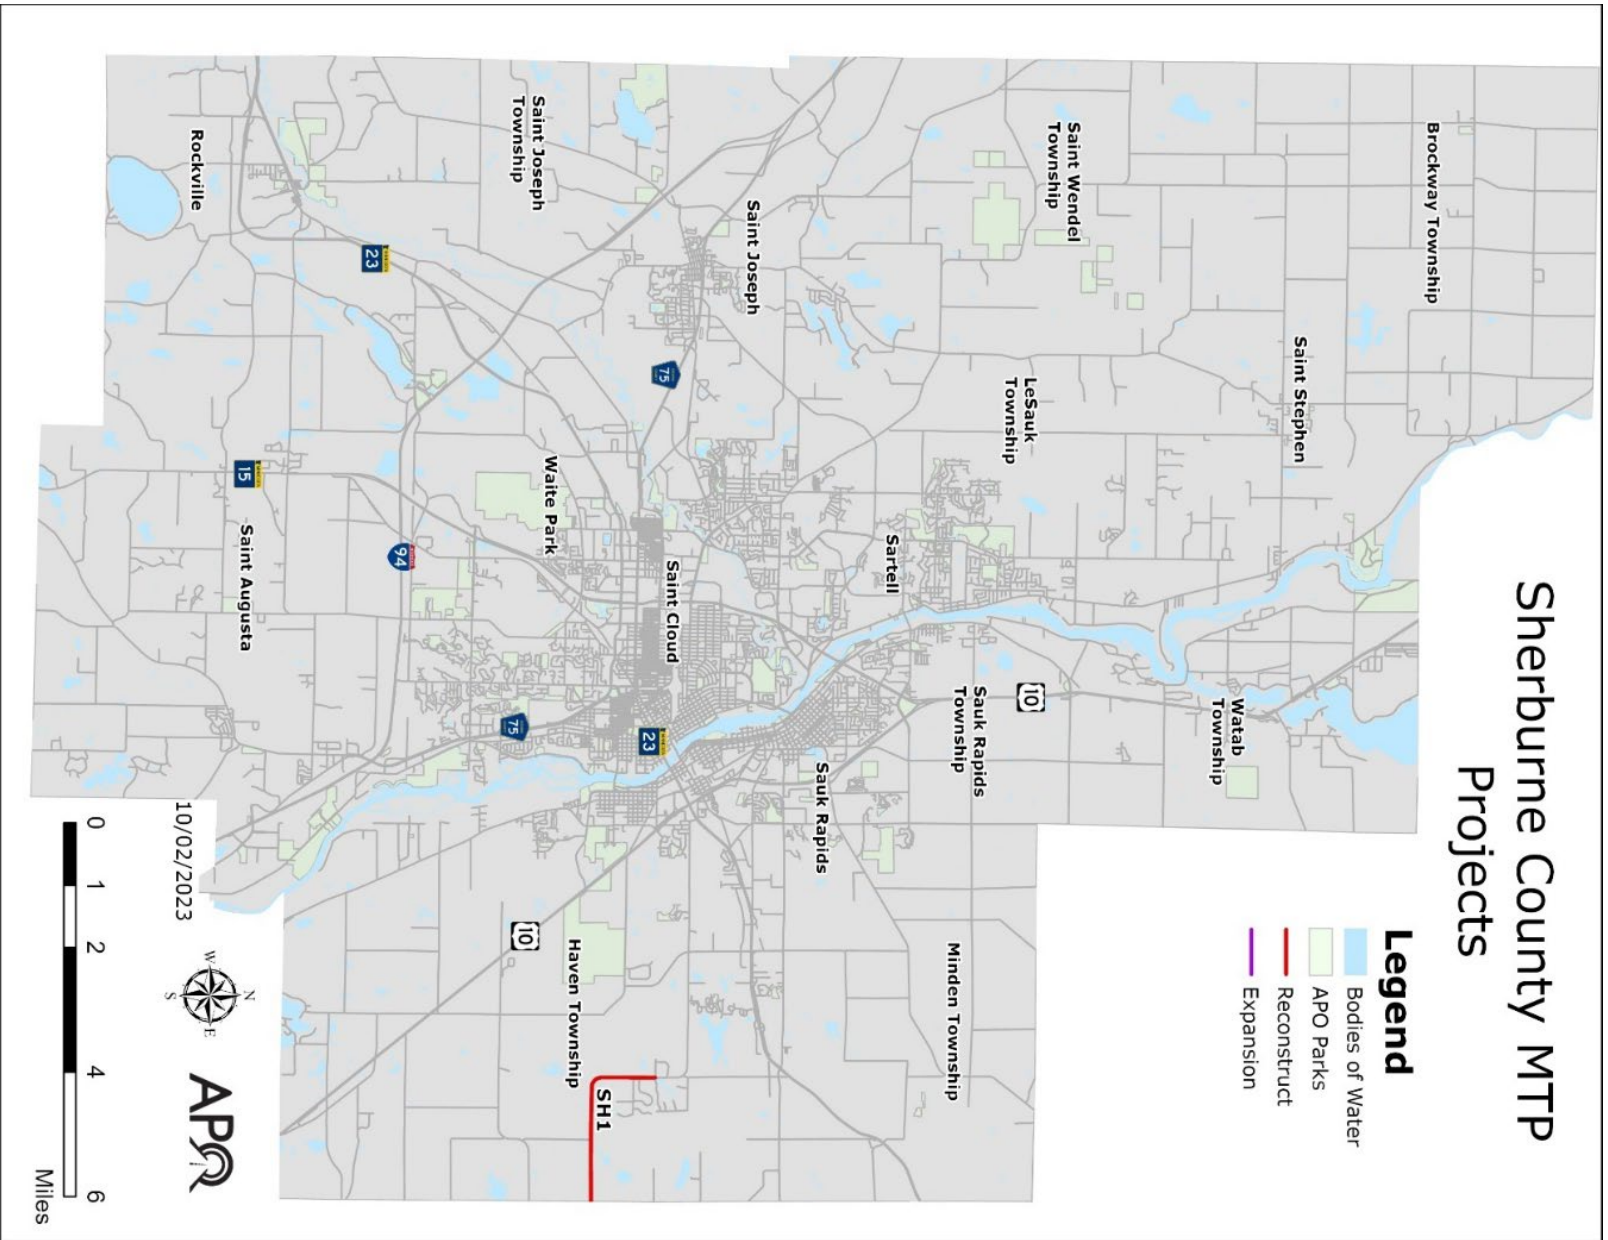 Sherburne County MTP
Projects
Legend
Bodies of Water
APO Parks
Reconstruct
Expansion
Brockway Township
Saint Stephen
Saint Wendel
Township
LeSauk
Township
Watab
Township
10
Sauk Rapids
Township
Sartell
Saint Joseph
75
Saint Joseph
Township
Sauk Rapids
Minden Township
Saint Cloud
23
Waite Park
75
23
Rockville
94
15
Saint Augusta
10
Haven Township
SH1
10/02/2023
N
W
E
S
APO
0
1
2
4
6
Miles